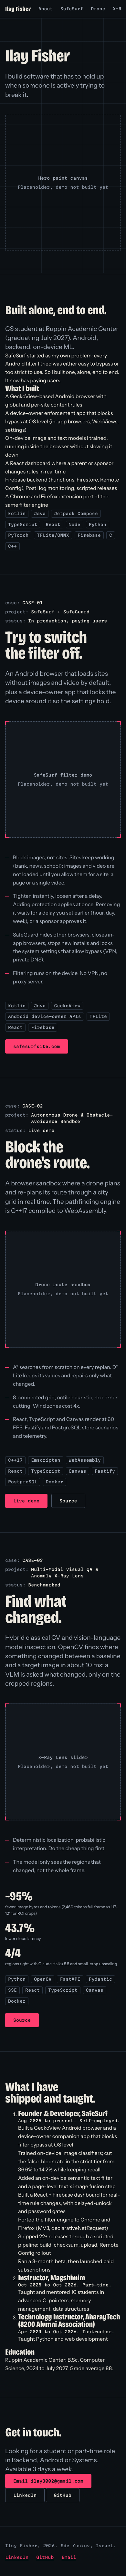 Ilay Fisher About SafeSurf Drone X-R
Ilay Fisher
I build software that has to hold up
when someone is actively trying to
break it.
Hero paint canvas
Placeholder, demo not built yet
Built alone, end to end.
CS student at Ruppin Academic Center
(graduating July 2027). Android,
backend, on-device ML.
SafeSurf started as my own problem: every
Android filter I tried was either easy to bypass or
too strict to use. So I built one, alone, end to end.
It now has paying users.
What I built
A GeckoView-based Android browser with
global and per-site content rules
A device-owner enforcement app that blocks
bypass at OS level (in-app browsers, WebViews,
settings)
On-device image and text models I trained,
running inside the browser without slowing it
down
A React dashboard where a parent or sponsor
changes rules in real time
Firebase backend (Functions, Firestore, Remote
Config), PostHog monitoring, scripted releases
A Chrome and Firefox extension port of the
same filter engine
Kotlin Java Jetpack Compose
TypeScript React Node Python
PyTorch TFLite/ONNX Firebase C
C++
case: CASE-01
project: SafeSurf + SafeGuard
status: In production, paying users
Try to switch
the filter off.
An Android browser that loads sites
without images and video by default,
plus a device-owner app that locks the
phone around it so the setting holds.
SafeSurf filter demo
Placeholder, demo not built yet
— Block images, not sites. Sites keep working
(bank, news, school); images and video are
not loaded until you allow them for a site, a
page or a single video.
— Tighten instantly, loosen after a delay.
Adding protection applies at once. Removing
it waits for a delay you set earlier (hour, day,
week), or a sponsor approves it.
— SafeGuard hides other browsers, closes in-
app browsers, stops new installs and locks
the system settings that allow bypass (VPN,
private DNS).
— Filtering runs on the device. No VPN, no
proxy server.
Kotlin Java GeckoView
Android device-owner APIs TFLite
React Firebase
safesurfsite.com
case: CASE-02
project: Autonomous Drone & Obstacle-
Avoidance Sandbox
status: Live demo
Block the
drone's route.
A browser sandbox where a drone plans
and re-plans its route through a city
grid in real time. The pathfinding engine
is C++17 compiled to WebAssembly.
Drone route sandbox
Placeholder, demo not built yet
— A* searches from scratch on every replan. D*
Lite keeps its values and repairs only what
changed.
— 8-connected grid, octile heuristic, no corner
cutting. Wind zones cost 4x.
— React, TypeScript and Canvas render at 60
FPS. Fastify and PostgreSQL store scenarios
and telemetry.
C++17 Emscripten WebAssembly
React TypeScript Canvas Fastify
PostgreSQL Docker
Live demo Source
case: CASE-03
project: Multi-Modal Visual QA &
Anomaly X-Ray Lens
status: Benchmarked
Find what
changed.
Hybrid classical CV and vision-language
model inspection. OpenCV finds where
something changed between a baseline
and a target image in about 10 ms; a
VLM is asked what changed, only on the
cropped regions.
X-Ray Lens slider
Placeholder, demo not built yet
— Deterministic localization, probabilistic
interpretation. Do the cheap thing first.
— The model only sees the regions that
changed, not the whole frame.
-95%
43.7%
lower cloud latency
4/4
regions right with Claude Haiku 5.5 and small-crop upscaling
Python OpenCV FastAPI Pydantic
SSE React TypeScript Canvas
Docker
Source
What I have
shipped and taught.
1. Founder & Developer, SafeSurf
Aug 2025 to present. Self-employed.
Built a GeckoView Android browser and a
device-owner companion app that blocks
filter bypass at OS level
Trained on-device image classifiers; cut
the false-block rate in the strict tier from
36.6% to 14.2% while keeping recall
Added an on-device semantic text filter
and a page-level text x image fusion step
Built a React + Firebase dashboard for real-
time rule changes, with delayed-unlock
and password gates
Ported the filter engine to Chrome and
Firefox (MV3, declarativeNetRequest)
Shipped 22+ releases through a scripted
pipeline: build, checksum, upload, Remote
Config rollout
Ran a 3-month beta, then launched paid
subscriptions
2. Instructor, Magshimim
Oct 2025 to Oct 2026. Part-time.
Taught and mentored 10 students in
advanced C, pointers, memory
management, data structures
3. Technology Instructor, AharayTech
(8200 Alumni Association)
Apr 2024 to Oct 2026. Instructor.
Taught Python and web development
Education
Ruppin Academic Center: B.Sc. Computer
Science, 2024 to July 2027. Grade average 88.
Get in touch.
Looking for a student or part-time role
in Backend, Android or Systems.
Available 3 days a week.
Email ilay5002@gmail.com
LinkedIn GitHub
Ilay Fisher, 2026. Sde Yaakov, Israel.
LinkedIn GitHub Email